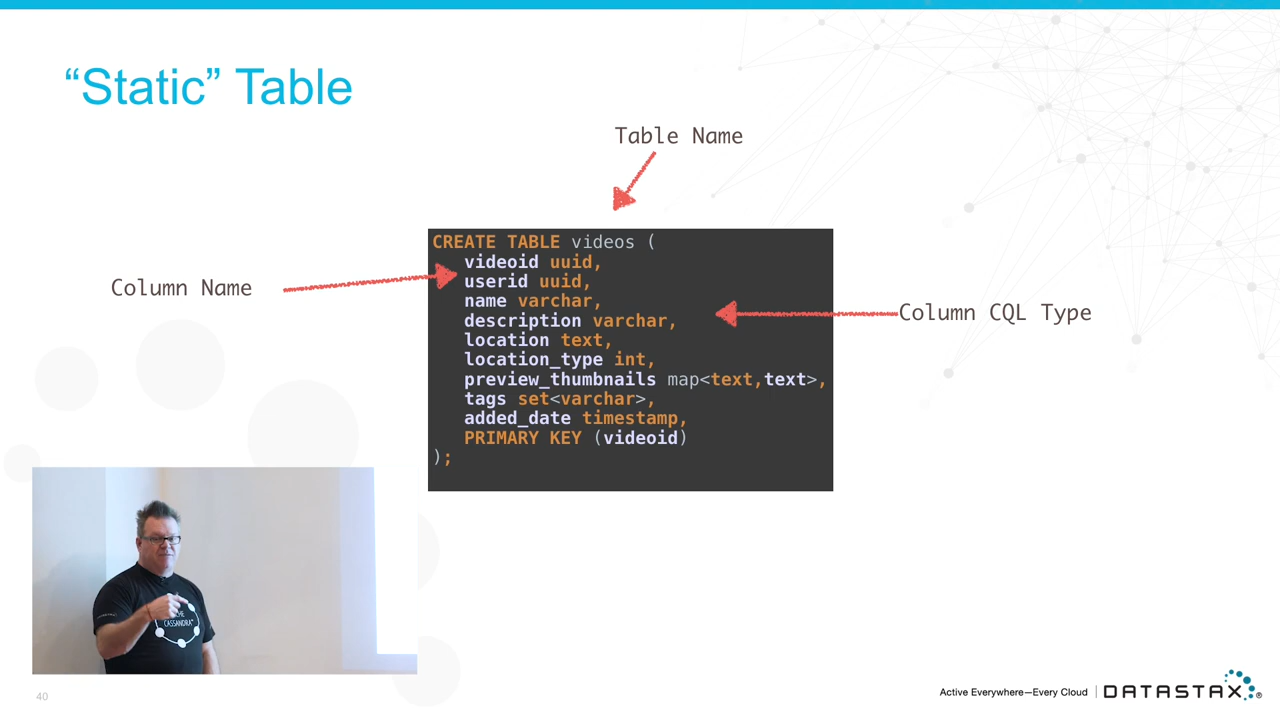 “Static” Table
Table Name
Column Name
Column CQL Type
CREATE TABLE videos (
videoid uuid,
userid uuid,
name varchar,
description varchar,
location text,
location_type int,
preview_thumbnails map<text,text>,
tags set<varchar>,
added_date timestamp,
PRIMARY KEY (videoid)
);
CASSANDRA
40
Active Everywhere—Every Cloud
DATASTAX®